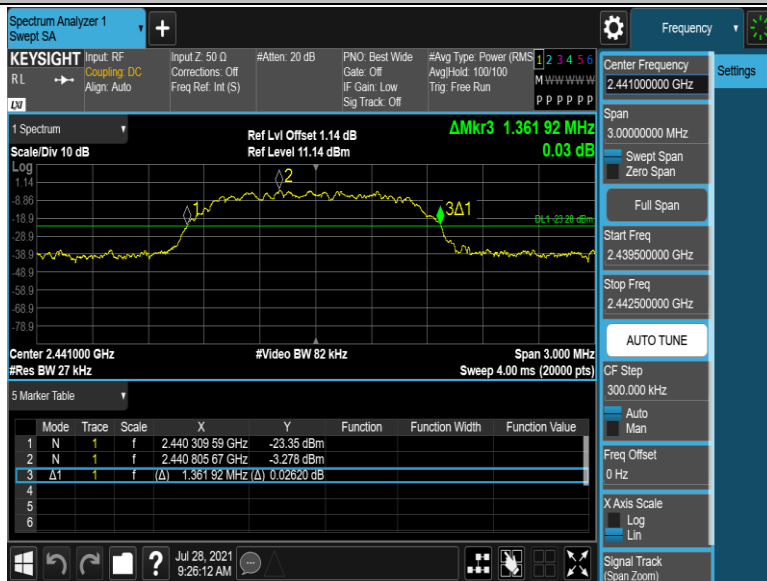 Spectrum Analyzer 1
Swept SA
+
Frequency
KEYSIGHT
RL
LXI
Input: RF
Coupling: DC
Align: Auto
Input Z: 50 Ω
Corrections: Off
Freq Ref: Int (S)
#Atten: 20 dB
PNO: Best Wide
Gate: Off
IF Gain: Low
Sig Track: Off
#Avg Type: Power (RMS
Avg|Hold: 100/100
Trig: Free Run
1 2 3 4 5 6
M W W W W W
P P P P P P
1 Spectrum
Scale/Div 10 dB
Ref Lvl Offset 1.14 dB
Ref Level 11.14 dBm
ΔMkr3 1.361 92 MHz
0.03 dB
Log
1.14
-8.86
-18.9
-28.9
-38.9
-48.9
-58.9
-68.9
-78.9
1
2
3Δ1
DL1 -23.28 dBm
Center 2.441000 GHz
#Video BW 82 kHz
Span 3.000 MHz
#Res BW 27 kHz
Sweep 4.00 ms (20000 pts)
5 Marker Table
Mode Trace Scale X Y Function Function Width Function Value
1 N 1 f 2.440 309 59 GHz -23.35 dBm
2 N 1 f 2.440 805 67 GHz -3.278 dBm
3 Δ1 1 f (Δ) 1.361 92 MHz (Δ) 0.02620 dB
4
5
6
?
Jul 28, 2021
9:26:12 AM
Center Frequency
2.441000000 GHz
Span
3.00000000 MHz
Swept Span
Zero Span
Full Span
Start Freq
2.439500000 GHz
Stop Freq
2.442500000 GHz
AUTO TUNE
CF Step
300.000 kHz
Auto
Man
Freq Offset
0 Hz
X Axis Scale
Log
Lin
Signal Track
(Span Zoom)
Settings